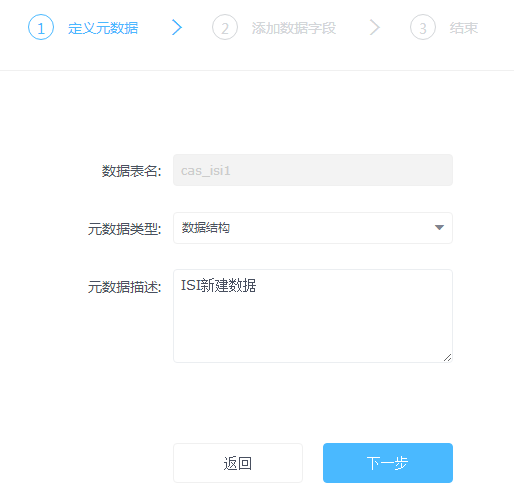 1 定义元数据 2 添加数据字段 3 结束
数据表名: cas_isi1
元数据类型: 数据结构
元数据描述: ISI新建数据
返回 下一步